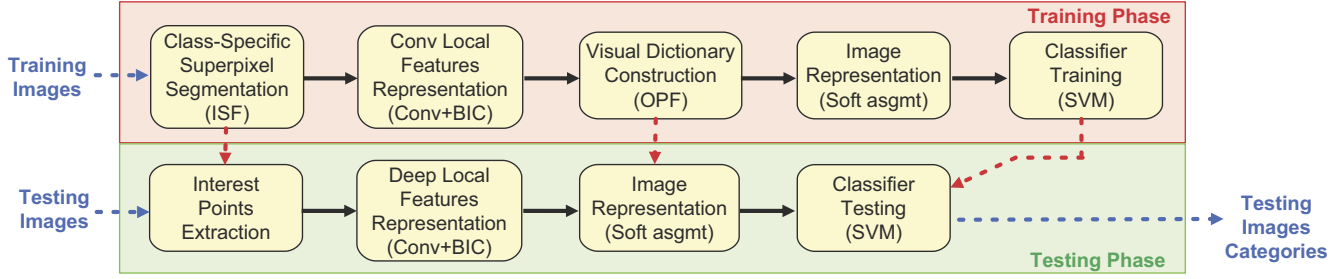 Training Phase
Training
Images
Class-Specific
Superpixel
Segmentation
(ISF)
Conv Local
Features
Representation
(Conv+BIC)
Visual Dictionary
Construction
(OPF)
Image
Representation
(Soft asgmt)
Classifier
Training
(SVM)
Testing
Images
Interest
Points
Extraction
Deep Local
Features
Representation
(Conv+BIC)
Image
Representation
(Soft asgmt)
Classifier
Testing
(SVM)
Testing
Images
Categories
Testing Phase